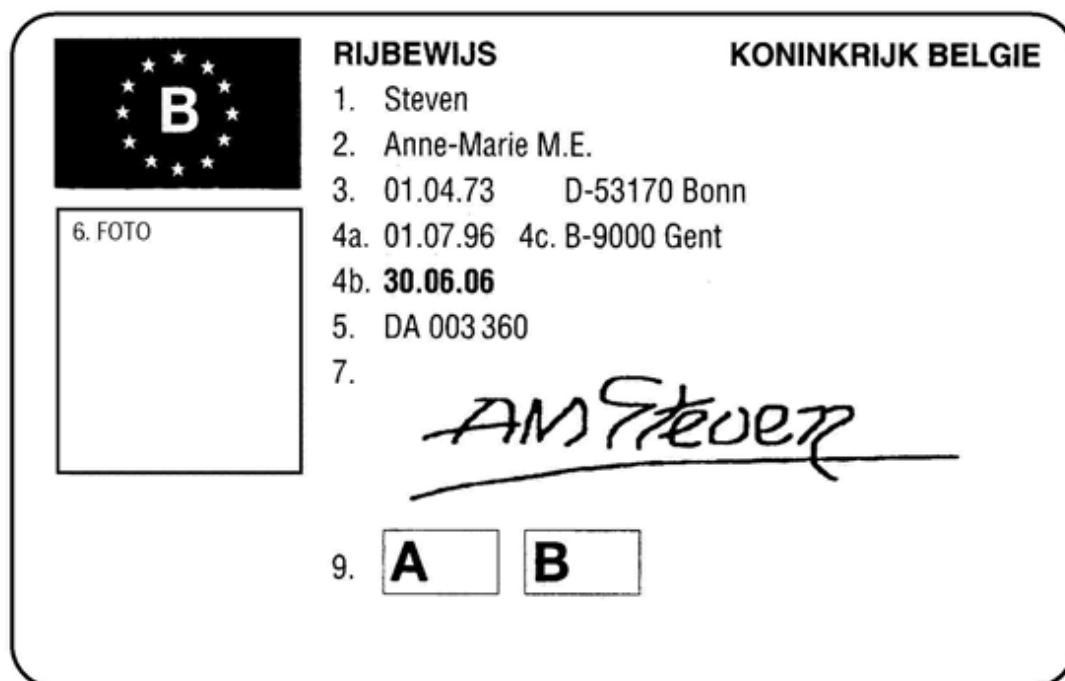 B
RIJBEWIJS KONINKRIJK BELGIE
1. Steven
2. Anne-Marie M.E.
3. 01.04.73 D-53170 Bonn
4a. 01.07.96 4c. B-9000 Gent
4b. 30.06.06
5. DA 003 360
6. FOTO
7.
AM Steven
9. A B